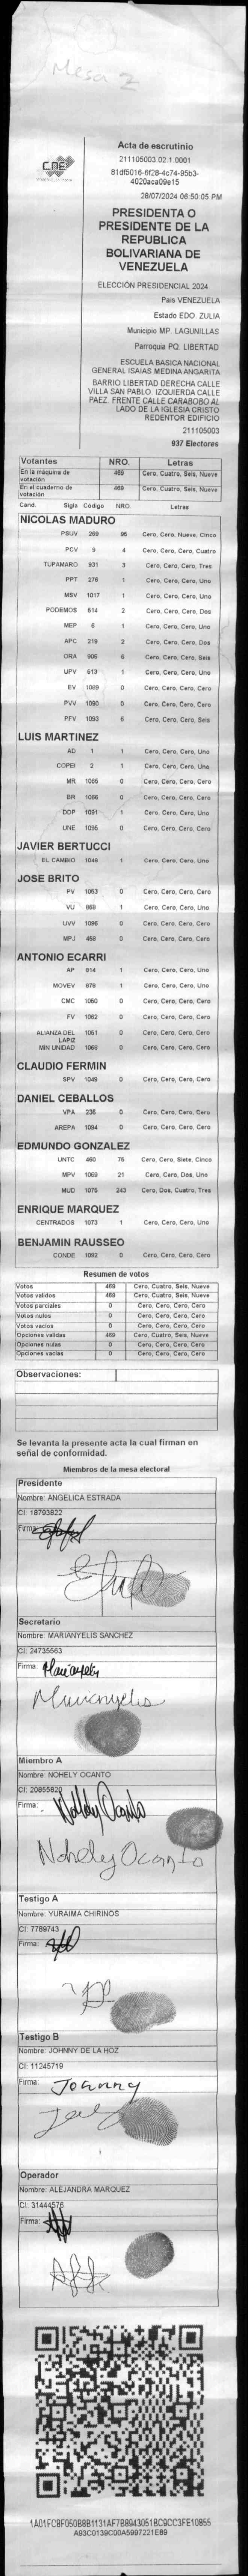 Mesa 2
CNE
Acta de escrutinio
211105003.02.1.0001
81df5016-6f28-4c74-95b3-
4020aca09e15
28/07/2024 06:50:05 PM
PRESIDENTA O
PRESIDENTE DE LA
REPUBLICA
BOLIVARIANA DE
VENEZUELA
ELECCIÓN PRESIDENCIAL 2024
Pais VENEZUELA
Estado EDO. ZULIA
Municipio MP. LAGUNILLAS
Parroquia PQ. LIBERTAD
ESCUELA BASICA NACIONAL
GENERAL ISAIAS MEDINA ANGARITA
BARRIO LIBERTAD DERECHA CALLE
VILLA SAN PABLO. IZQUIERDA CALLE
PAEZ. FRENTE CALLE CARABOBO AL
LADO DE LA IGLESIA CRISTO
REDENTOR EDIFICIO
211105003
937 Electores
Votantes NRO. Letras
En la máquina de votación 469 Cero, Cuatro, Seis, Nueve
En el cuaderno de votación 469 Cero, Cuatro, Seis, Nueve
Cand. Sigla Codigo NRO. Letras
NICOLAS MADURO
PSUV 269 95 Cero, Cero, Nueve, Cinco
PCV 9 4 Cero, Cero, Cero, Cuatro
TUPAMARO 931 3 Cero, Cero, Cero, Tres
PPT 276 1 Cero, Cero, Cero, Uno
MSV 1017 1 Cero, Cero, Cero, Uno
PODEMOS 614 2 Cero, Cero, Cero, Dos
MEP 6 1 Cero, Cero, Cero, Uno
APC 219 2 Cero, Cero, Cero, Dos
ORA 906 6 Cero, Cero, Cero, Seis
UPV 613 1 Cero, Cero, Cero, Uno
EV 1089 0 Cero, Cero, Cero, Cero
PVV 1090 0 Cero, Cero, Cero, Cero
PFV 1093 6 Cero, Cero, Cero, Seis
LUIS MARTINEZ
AD 1 1 Cero, Cero, Cero, Uno
COPEI 2 1 Cero, Cero, Cero, Uno
MR 1065 0 Cero, Cero, Cero, Cero
BR 1066 0 Cero, Cero, Cero, Cero
DDP 1091 1 Cero, Cero, Cero, Uno
UNE 1095 0 Cero, Cero, Cero, Cero
JAVIER BERTUCCI
EL CAMBIO 1048 1 Cero, Cero, Cero, Uno
JOSE BRITO
PV 1053 0 Cero, Cero, Cero, Cero
VU 868 1 Cero, Cero, Cero, Uno
UVV 1096 0 Cero, Cero, Cero, Cero
MPJ 458 0 Cero, Cero, Cero, Cero
ANTONIO ECARRI
AP 914 1 Cero, Cero, Cero, Uno
MOVEV 979 1 Cero, Cero, Cero, Uno
CMC 1060 0 Cero, Cero, Cero, Cero
FV 1062 0 Cero, Cero, Cero, Cero
ALIANZA DEL LAPIZ 1051 0 Cero, Cero, Cero, Cero
MIN UNIDAD 1068 0 Cero, Cero, Cero, Cero
CLAUDIO FERMIN
SPV 1049 0 Cero, Cero, Cero, Cero
DANIEL CEBALLOS
VPA 235 0 Cero, Cero, Cero, Cero
AREPA 1094 0 Cero, Cero, Cero, Cero
EDMUNDO GONZALEZ
UNTC 460 75 Cero, Cero, Siete, Cinco
MPV 1069 21 Cero, Cero, Dos, Uno
MUD 1075 243 Cero, Dos, Cuatro, Tres
ENRIQUE MARQUEZ
CENTRADOS 1073 1 Cero, Cero, Cero, Uno
BENJAMIN RAUSSEO
CONDE 1092 0 Cero, Cero, Cero, Cero
Resumen de votos
Votos 469 Cero, Cuatro, Seis, Nueve
Votos validos 469 Cero, Cuatro, Seis, Nueve
Votos parciales 0 Cero, Cero, Cero, Cero
Votos nulos 0 Cero, Cero, Cero, Cero
Votos vacios 0 Cero, Cero, Cero, Cero
Opciones validas 469 Cero, Cuatro, Seis, Nueve
Opciones nulas 0 Cero, Cero, Cero, Cero
Opciones vacias 0 Cero, Cero, Cero, Cero
Observaciones:
Se levanta la presente acta la cual firman en
señal de conformidad.
Miembros de la mesa electoral
Presidente
Nombre: ANGELICA ESTRADA
CI: 18793822
Firma:
Secretario
Nombre: MARIANYELIS SANCHEZ
CI: 24735563
Firma: Marianyelis
Marianyelis
Miembro A
Nombre: NOHELY OCANTO
CI: 20855820
Firma: Nohely Ocanto
Nohely Ocanto
Testigo A
Nombre: YURAIMA CHIRINOS
CI: 7789743
Firma:
Testigo B
Nombre: JOHNNY DE LA HOZ
CI: 11245719
Firma: Johnny
Operador
Nombre: ALEJANDRA MARQUEZ
CI: 31444576
Firma:
1A01FC9F050B8B1131AF7B8943051BC9CC3FE10855
A93C0139C00A5997221E89